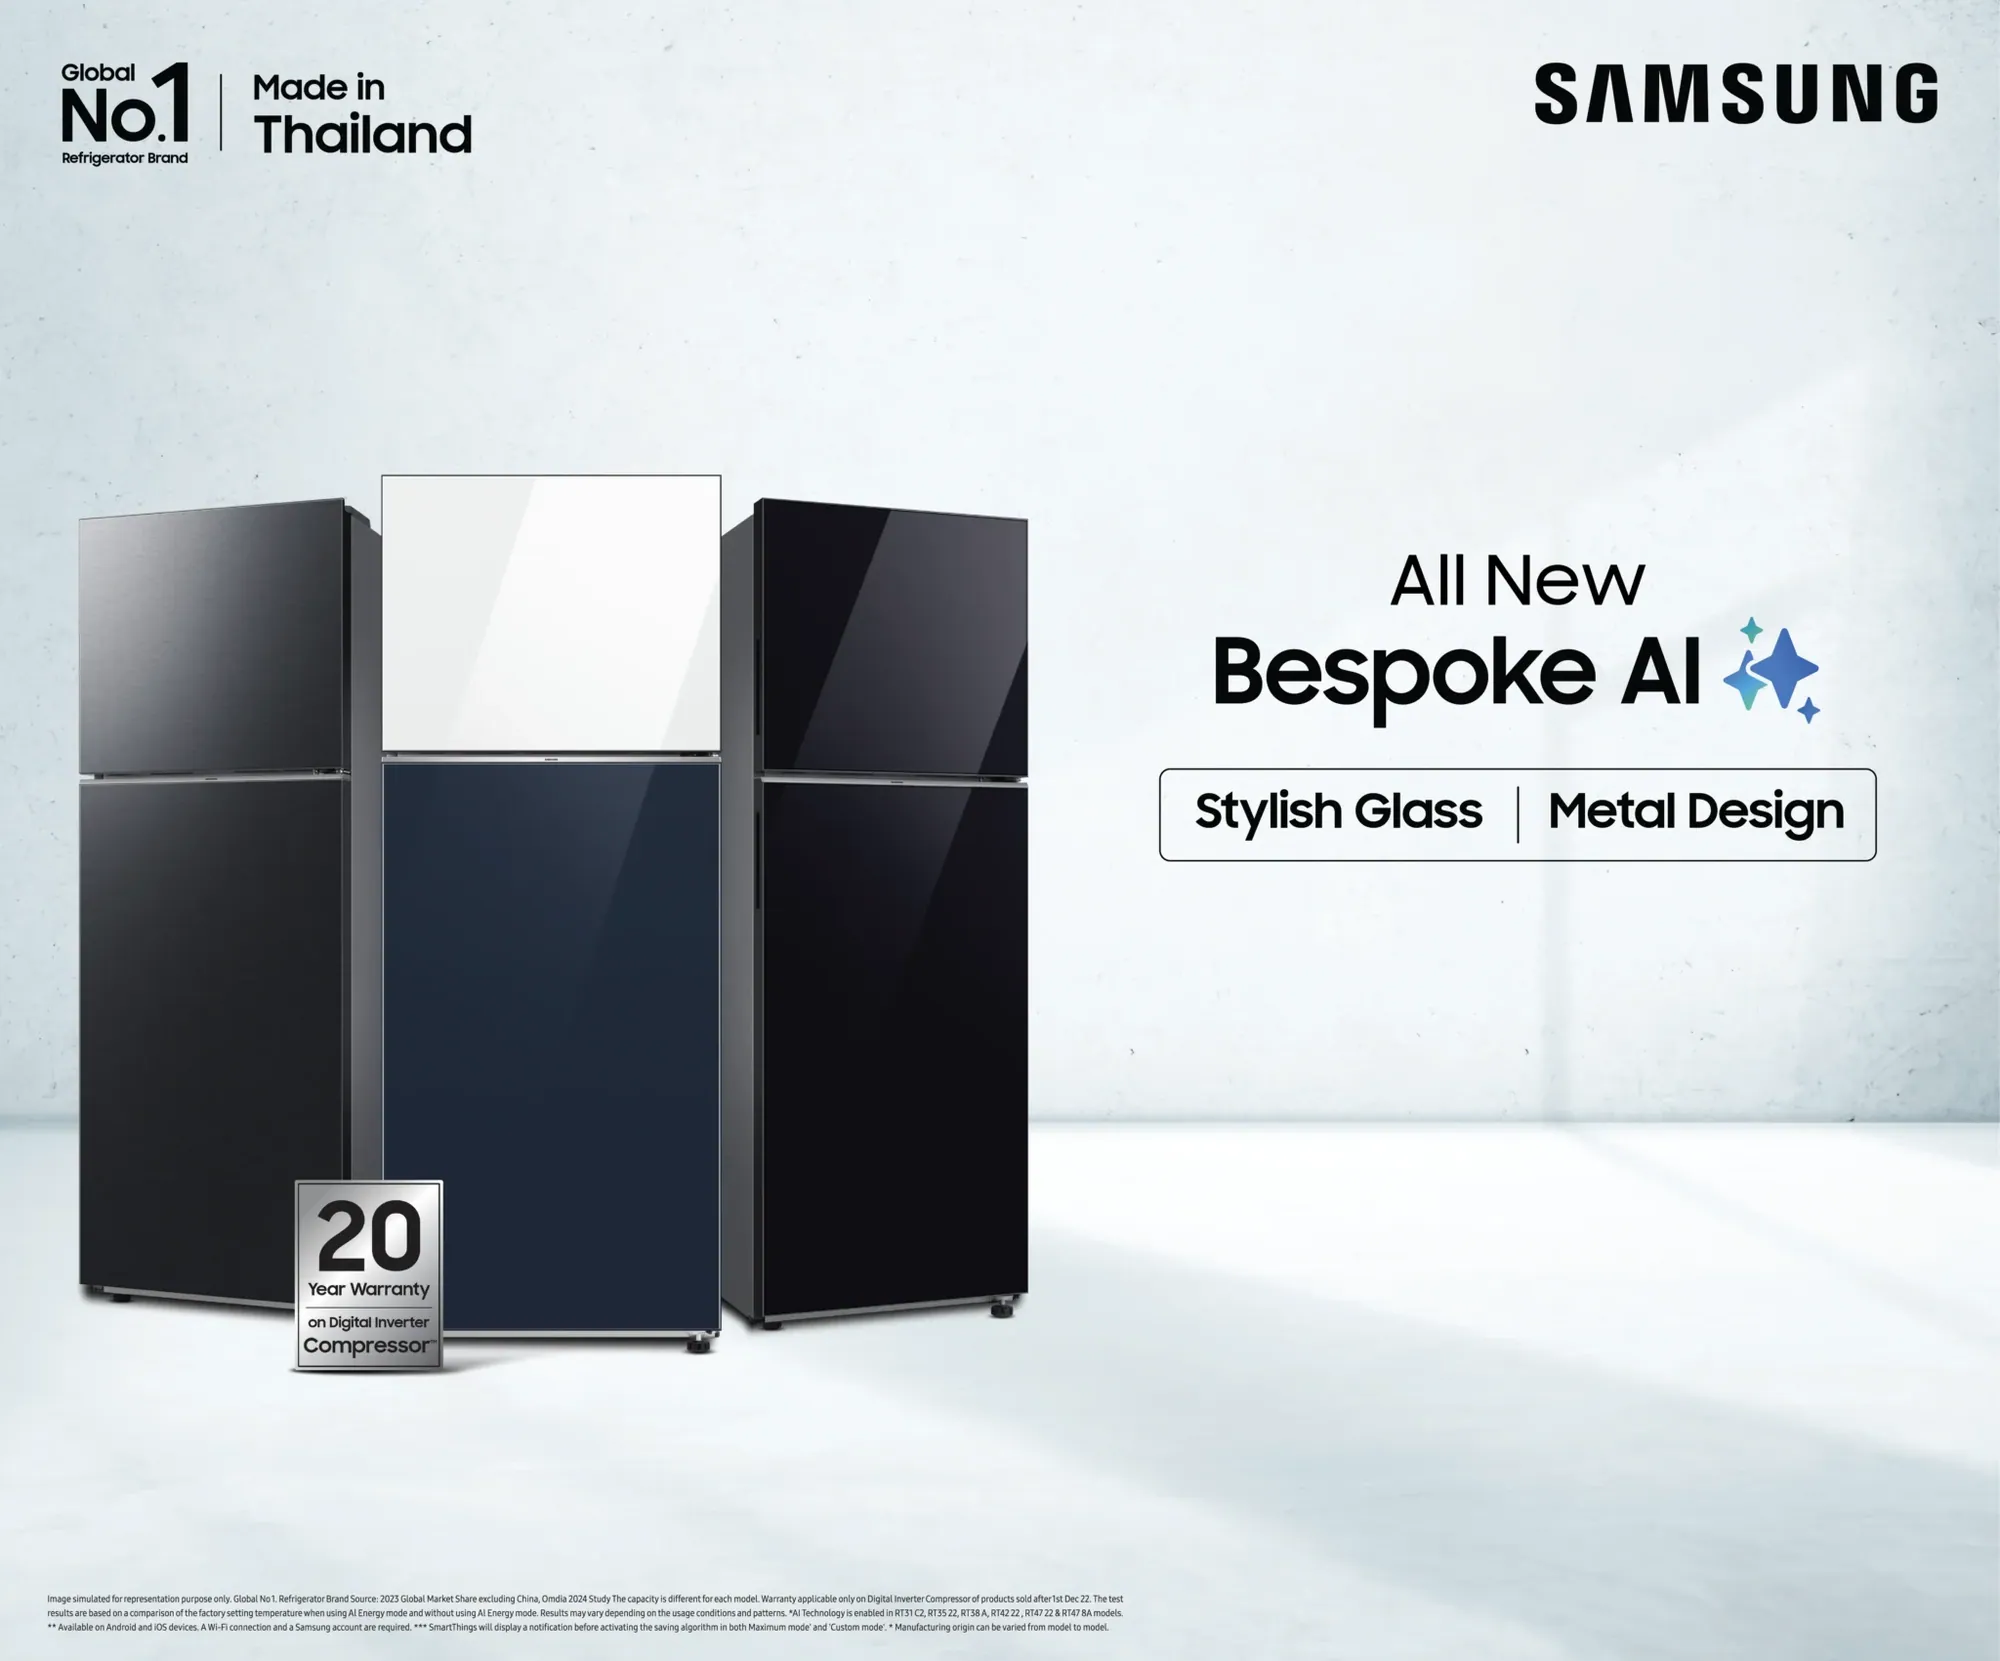 Global
No.1
Refrigerator Brand
Made in
Thailand
SAMSUNG
All New
Bespoke AI
Stylish Glass | Metal Design
20
Year Warranty
on Digital Inverter
Compressor
Image simulated for representation purpose only. Global No 1. Refrigerator Brand Source: 2023 Global Market Share excluding China, Omdia 2024 Study The capacity is different for each model. Warranty applicable only on Digital Inverter Compressor of products sold after 1st Dec 22. The test
results are based on a comparison of the factory setting temperature when using AI Energy mode and without using AI Energy mode. Results may vary depending on the usage conditions and patterns. *AI Technology is enabled in RT31 C2, RT35 22, RT38 A, RT42 22 , RT47 22 & RT47 8A models.
** Available on Android and iOS devices. A Wi-Fi connection and a Samsung account are required. *** SmartThings will display a notification before activating the saving algorithm in both Maximum mode' and 'Custom mode'. * Manufacturing origin can be varied from model to model.